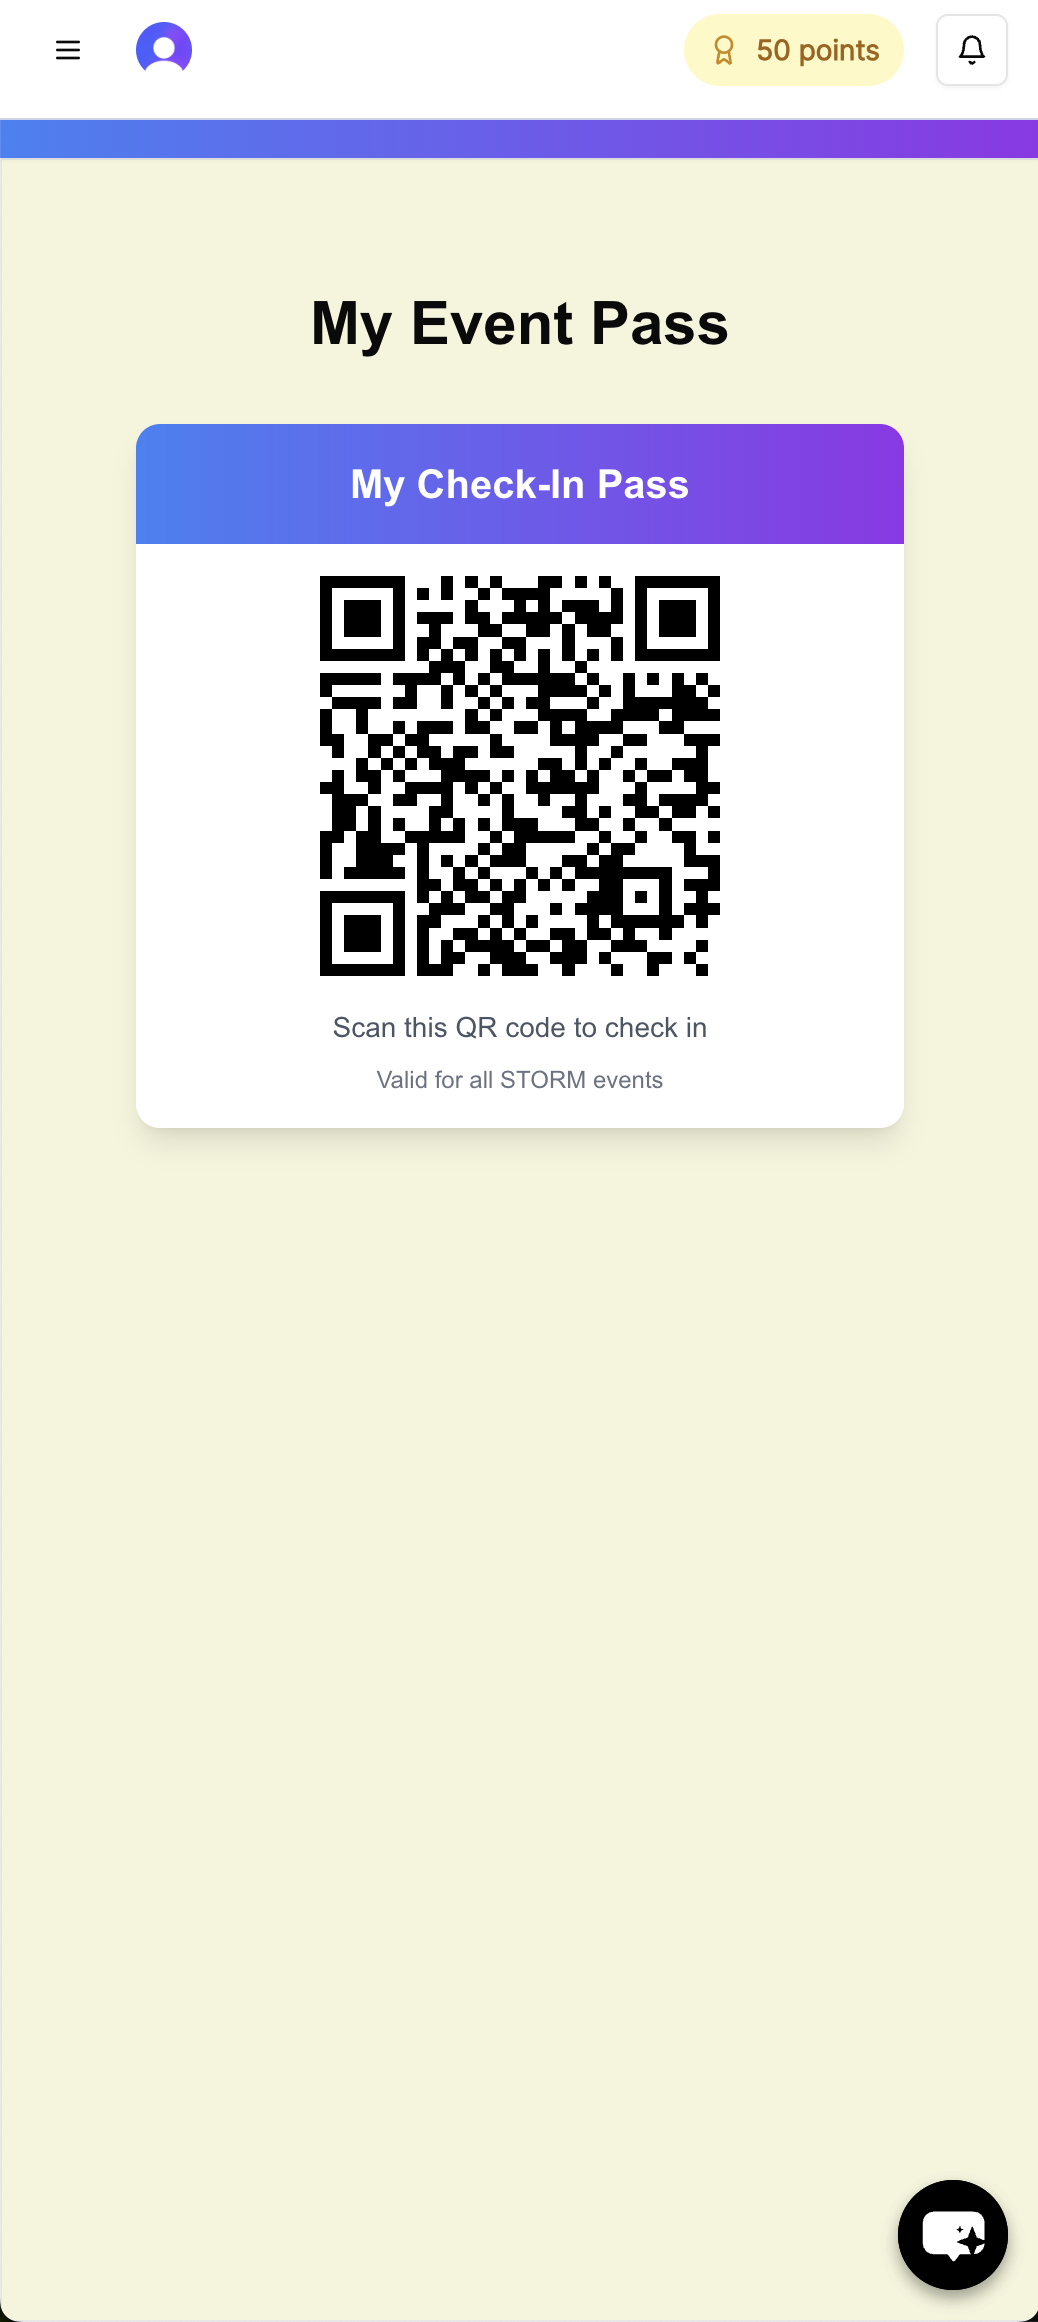 50 points
My Event Pass
My Check-In Pass
Scan this QR code to check in
Valid for all STORM events